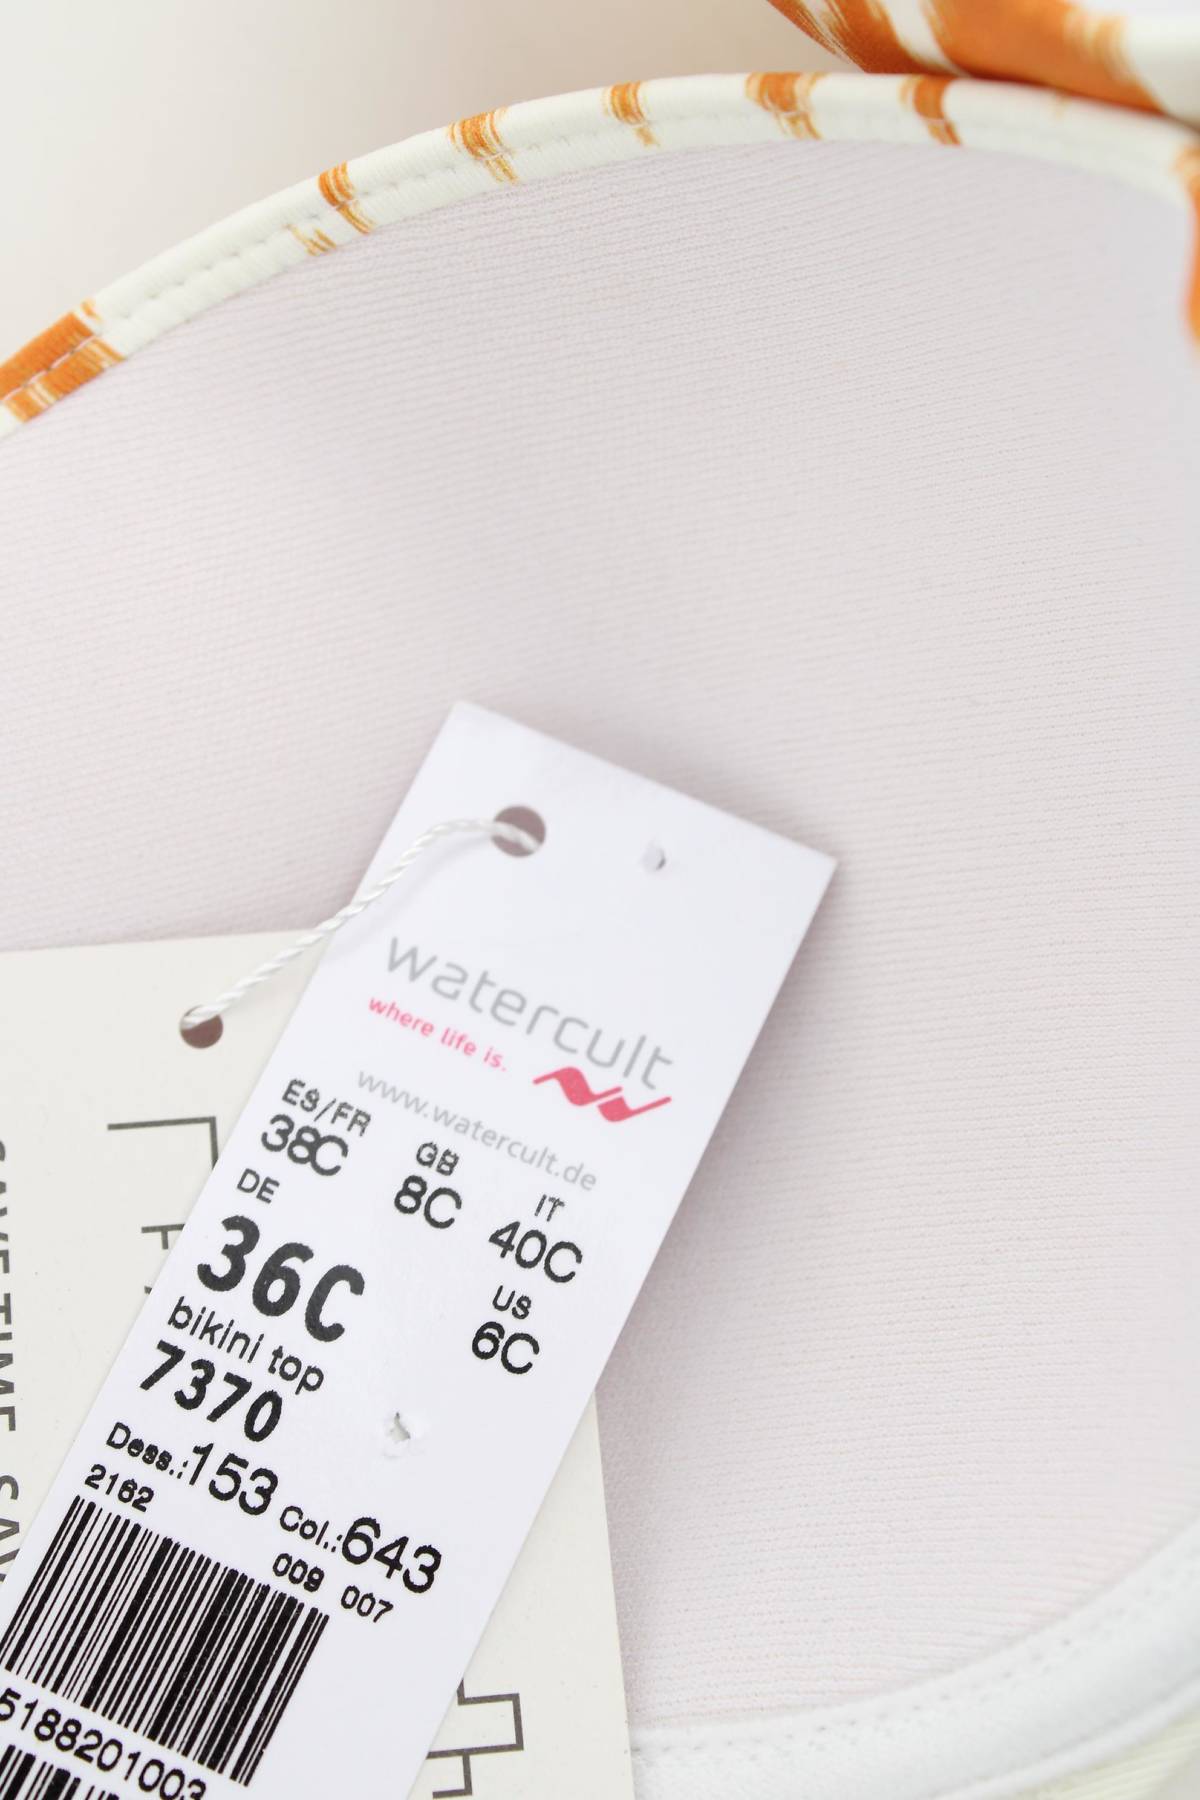 watercult
where life is.
www.watercult.de
ES/FR
38C
GB
8C
IT
40C
DE
36C
US
6C
bikini top
7370
Dess.:153 Col.:643
2162
009 007
5188201003